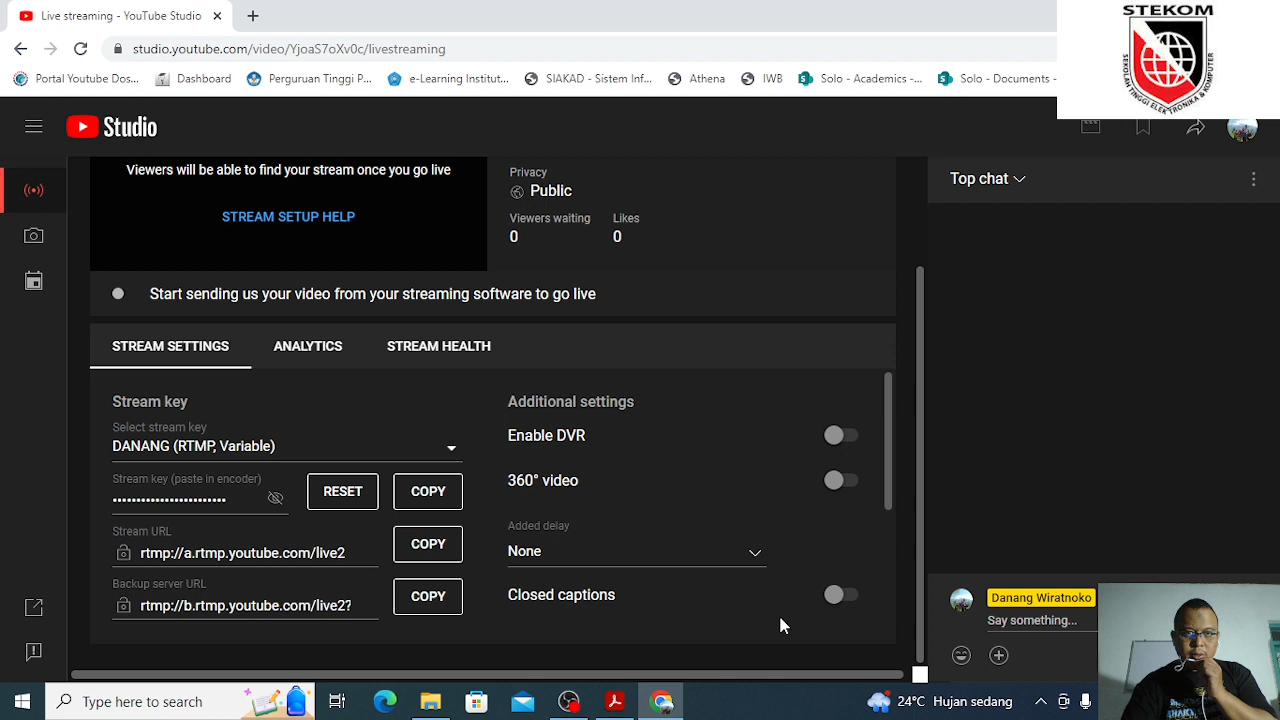 Live streaming - YouTube Studio
STEKOM
SEKOLAH TINGGI ELEKTRONIKA & KOMPUTER
studio.youtube.com/video/YjoaS7oXv0c/livestreaming
Portal Youtube Dos...
Dashboard
Perguruan Tinggi P...
e-Learning Institut...
SIAKAD - Sistem Inf...
Athena
IWB
Solo - Academics -...
Solo - Documents -
Studio
Viewers will be able to find your stream once you go live
STREAM SETUP HELP
Privacy
Public
Viewers waiting
Likes
0
0
Top chat
Start sending us your video from your streaming software to go live
STREAM SETTINGS
ANALYTICS
STREAM HEALTH
Stream key
Select stream key
DANANG (RTMP, Variable)
Stream key (paste in encoder)
RESET
COPY
Stream URL
rtmp://a.rtmp.youtube.com/live2
COPY
Backup server URL
rtmp://b.rtmp.youtube.com/live2?
COPY
Additional settings
Enable DVR
360° video
Added delay
None
Closed captions
Danang Wiratnoko
Say something...
Type here to search
24°C Hujan sedang